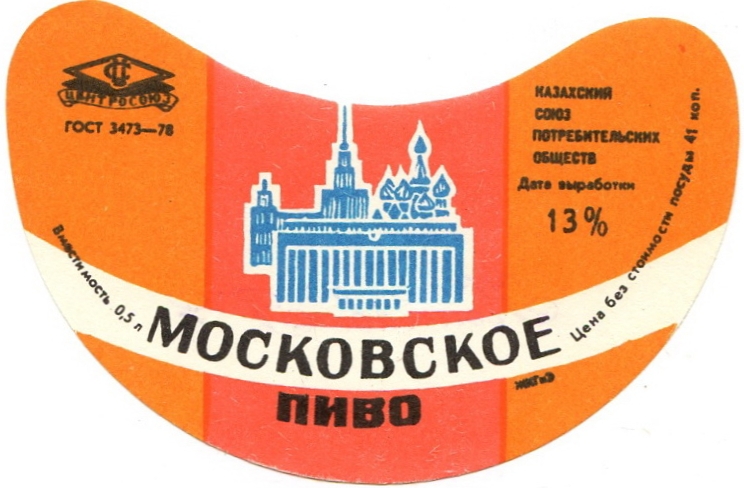 ЦЕНТРОСОЮЗ
ГОСТ 3473—78
КАЗАХСКИЙ
СОЮЗ
ПОТРЕБИТЕЛЬСКИХ
ОБЩЕСТВ
Дата выработки
13%
Вместимость 0,5 л
МОСКОВСКОЕ
Цена без стоимости посуды 41 коп.
ПИВО